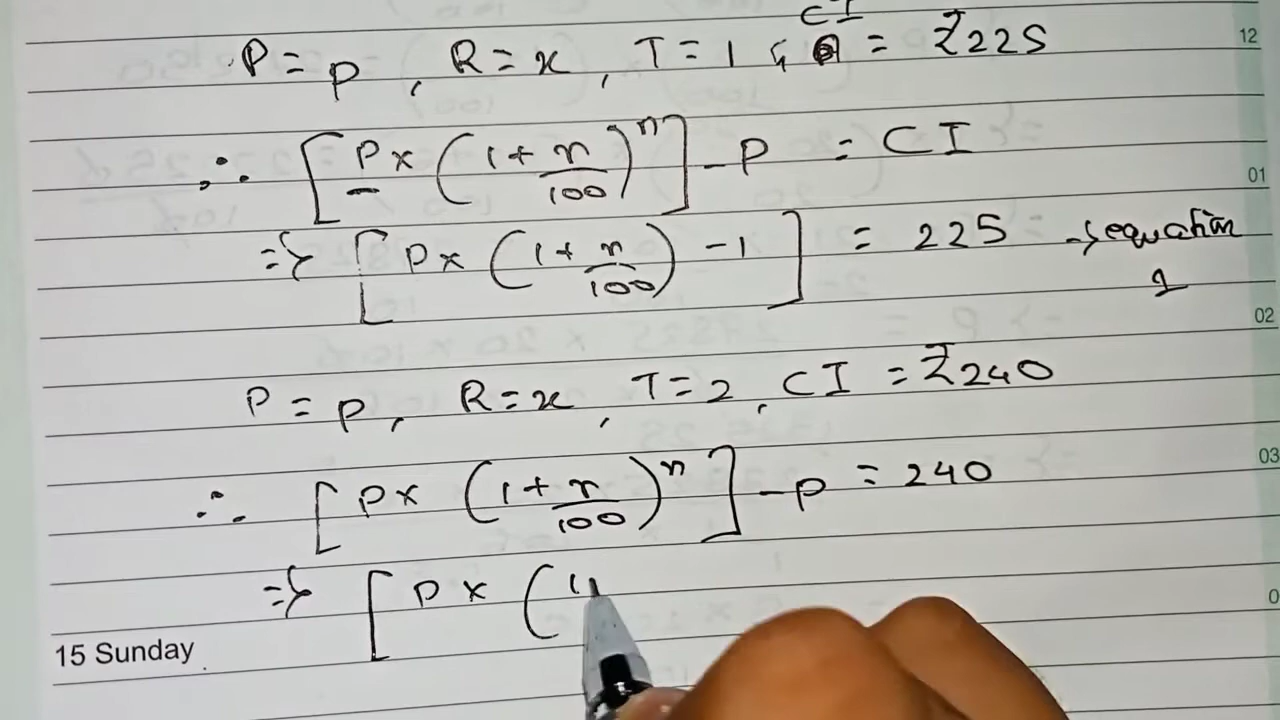 12
P = p , R = x , T = 1 , CI = ₹225
∴ [P × (1 + r/100)^n] - P = CI
01
=> [P × (1 + r/100) - 1] = 225 → equation 1
02
P = p , R = x , T = 2 , CI = ₹240
03
∴ [P × (1 + r/100)^n] - p = 240
=> [P × (1
0
15 Sunday